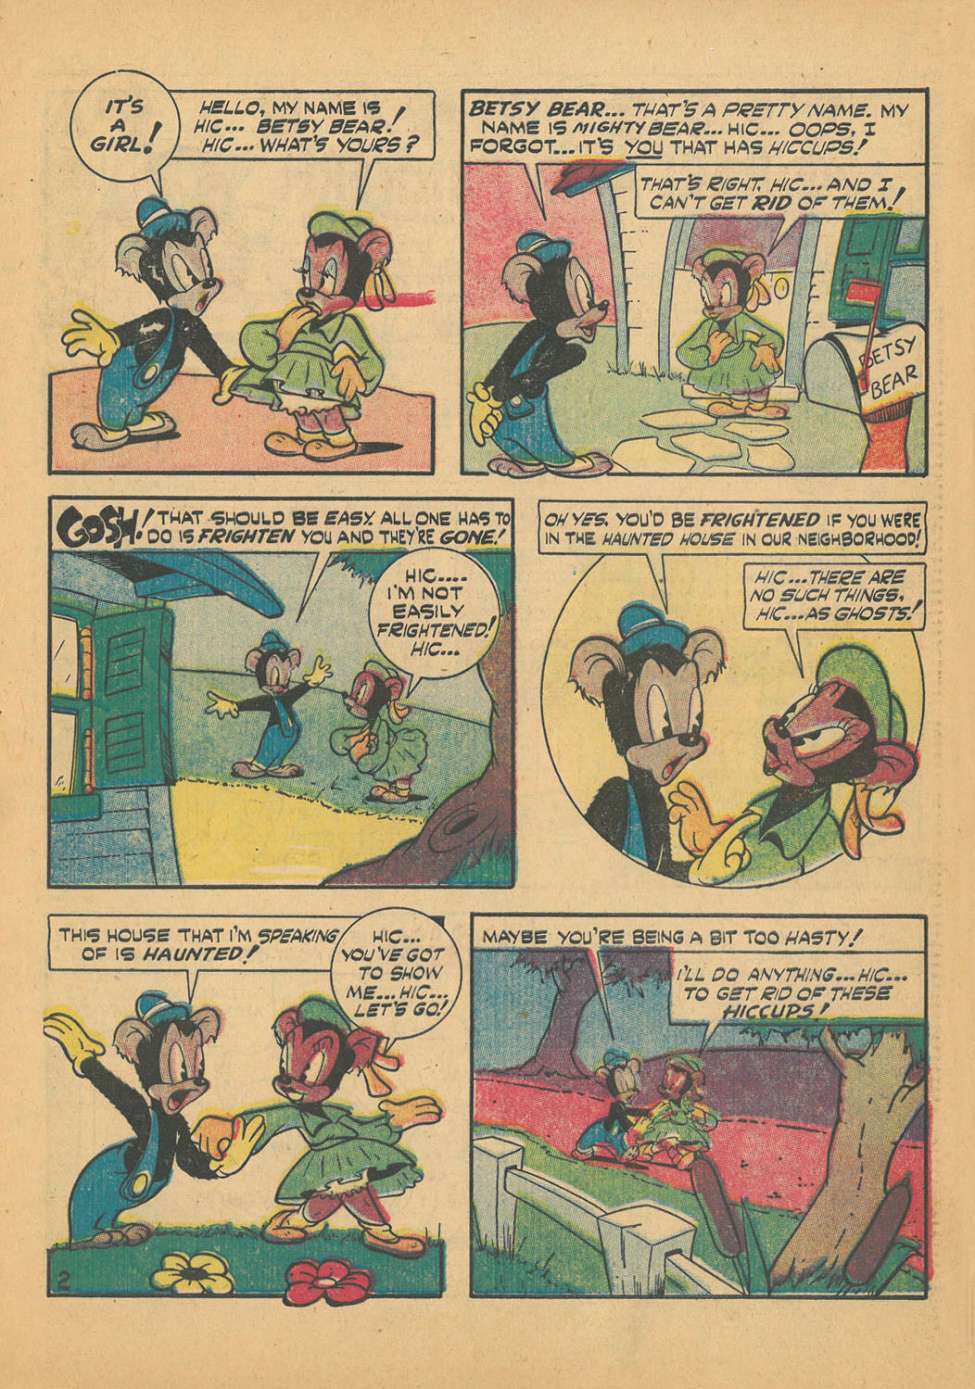 IT'S
A
GIRL!
HELLO, MY NAME IS
HIC... BETSY BEAR!
HIC... WHAT'S YOURS?
BETSY BEAR... THAT'S A PRETTY NAME. MY
NAME IS MIGHTY BEAR... HIC... OOPS, I
FORGOT... IT'S YOU THAT HAS HICCUPS!
THAT'S RIGHT, HIC... AND I
CAN'T GET RID OF THEM!
BETSY
BEAR
GOSH! THAT SHOULD BE EASY. ALL ONE HAS TO
DO IS FRIGHTEN YOU AND THEY'RE GONE!
HIC....
I'M NOT
EASILY
FRIGHTENED!
HIC...
OH YES, YOU'D BE FRIGHTENED IF YOU WERE
IN THE HAUNTED HOUSE IN OUR NEIGHBORHOOD!
HIC... THERE ARE
NO SUCH THINGS,
HIC...AS GHOSTS!
THIS HOUSE THAT I'M SPEAKING
OF IS HAUNTED!
HIC...
YOU'VE GOT
TO SHOW
ME... HIC...
LET'S GO!
2
MAYBE YOU'RE BEING A BIT TOO HASTY!
I'LL DO ANYTHING... HIC...
TO GET RID OF THESE
HICCUPS!